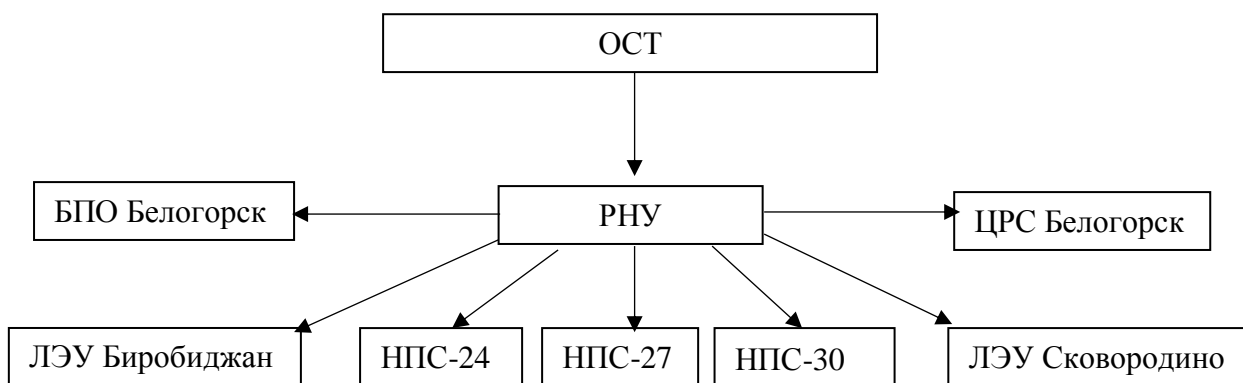 ОСТ
БПО Белогорск
РНУ
ЦРС Белогорск
ЛЭУ Биробиджан
НПС-24
НПС-27
НПС-30
ЛЭУ Сковородино